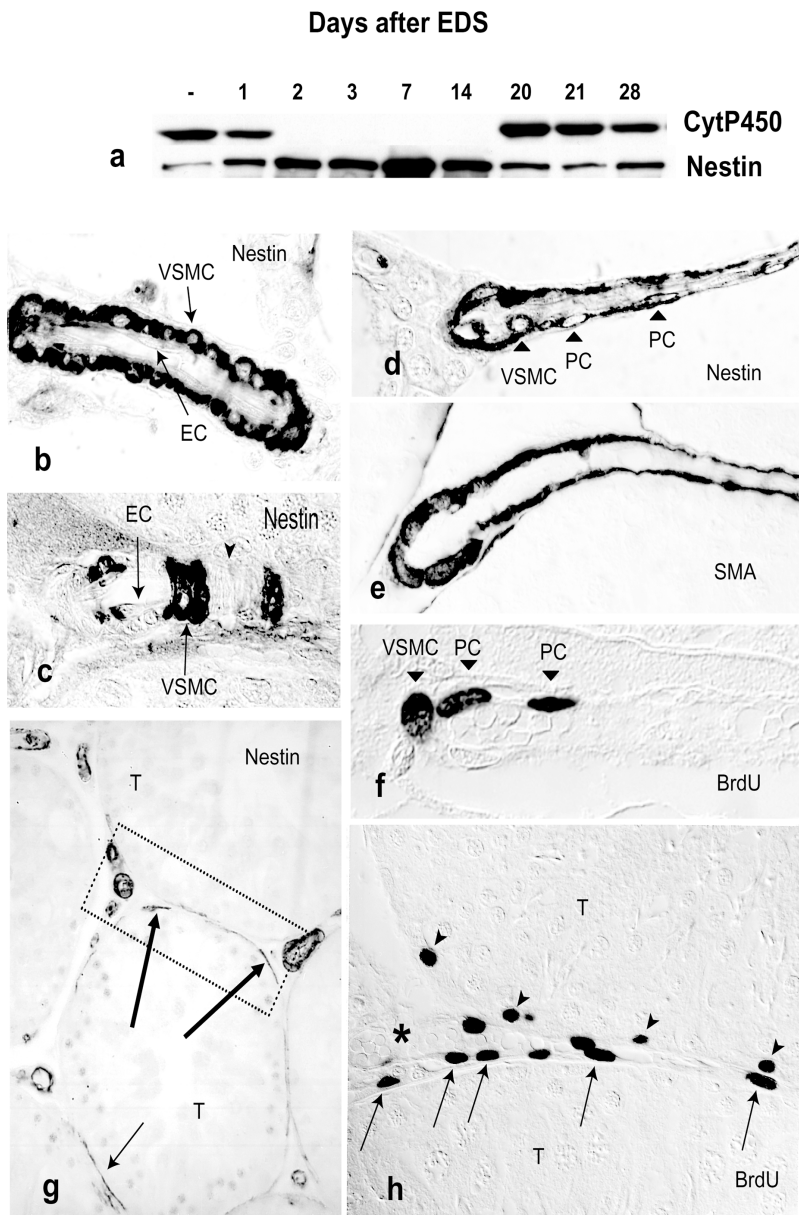 Days after EDS
- 1 2 3 7 14 20 21 28
CytP450
a
Nestin
Nestin
VSMC
EC
b
VSMC
PC
PC
d
Nestin
EC
Nestin
VSMC
c
SMA
e
VSMC
PC
PC
BrdU
f
Nestin
T
T
g
T
*
T
BrdU
h